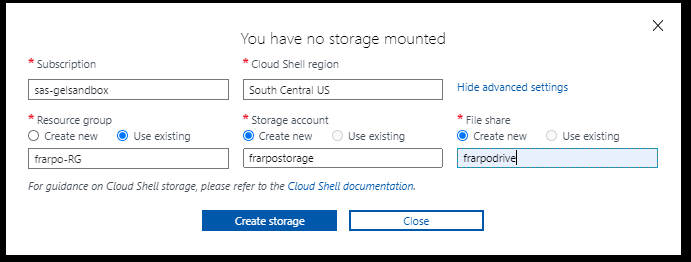 You have no storage mounted
* Subscription
* Cloud Shell region
sas-gelsandbox
South Central US
Hide advanced settings
* Resource group
* Storage account
* File share
Create new Use existing
Create new Use existing
Create new Use existing
frarpo-RG
frarpostorage
frarpodrive
For guidance on Cloud Shell storage, please refer to the Cloud Shell documentation.
Create storage
Close